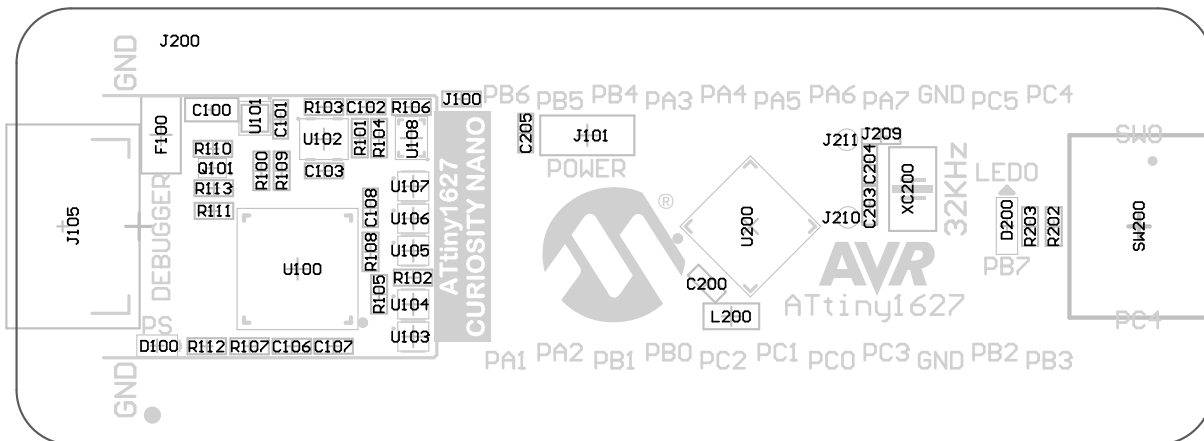 GND
J200
J105
F100
C100
U101
C101
R103
C102
R106
J100
R110
Q101
R113
R111
R100
R109
U102
C103
R101
R104
U108
U107
C108
U106
R108
U105
R102
R105
U104
U103
U100
DEBUGGER
PS
D100
R112
R107
C106
C107
GND
ATtiny1627
CURIOSITY NANO
PB6
PB5
PB4
PA3
PA4
PA5
PA6
PA7
GND
PC5
PC4
C205
J101
POWER
®
U200
C200
L200
J211
J209
C204
C203
J210
XC200
32KHz
AVR
ATtiny1627
LED0
D200
PB7
R203
R202
SW0
SW200
PC4
PA1
PA2
PB1
PB0
PC2
PC1
PC0
PC3
GND
PB2
PB3